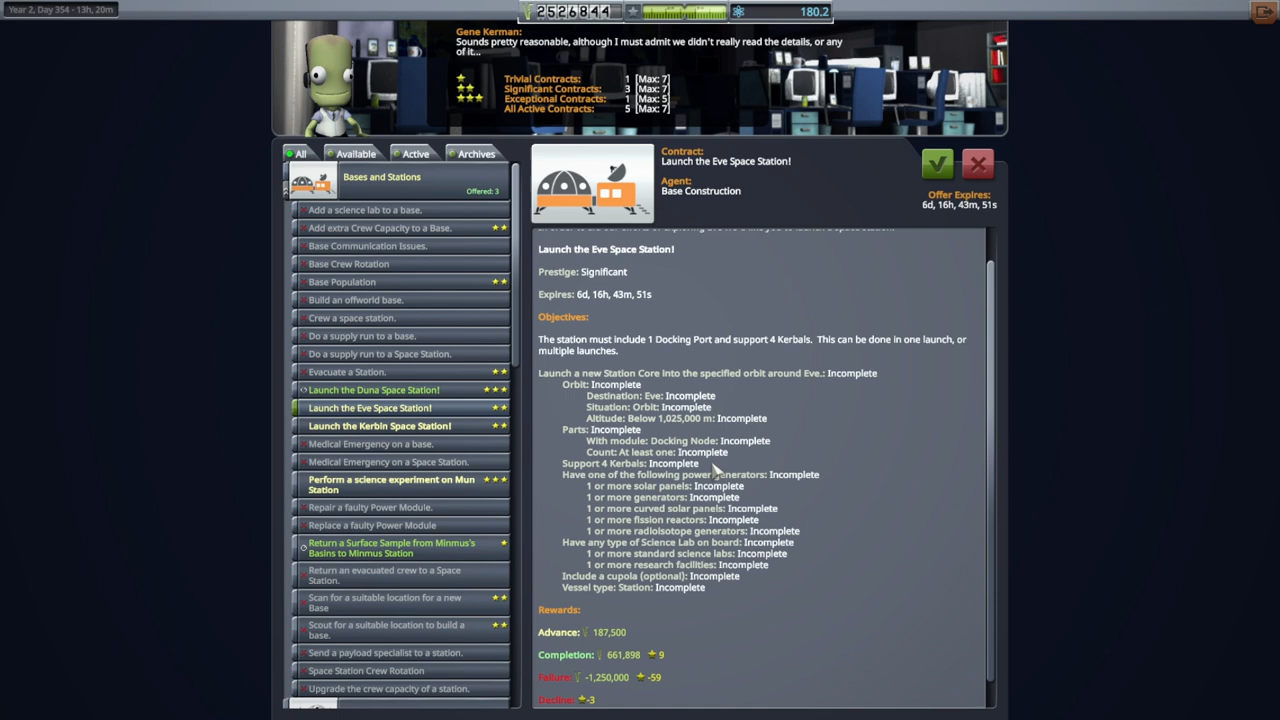 Year 2, Day 354 - 13h, 20m
2526844
180.2
Gene Kerman:
Sounds pretty reasonable, although I must admit we didn't really read the details, or any
of it...
Trivial Contracts: 1 [Max: 7]
Significant Contracts: 3 [Max: 7]
Exceptional Contracts: 1 [Max: 5]
All Active Contracts: 5 [Max: 7]
All
Available
Active
Archives
Bases and Stations
Offered: 3
Add a science lab to a base.
Add extra Crew Capacity to a Base.
Base Communication Issues.
Base Crew Rotation
Base Population
Build an offworld base.
Crew a space station.
Do a supply run to a base.
Do a supply run to a Space Station.
Evacuate a Station.
Launch the Duna Space Station!
Launch the Eve Space Station!
Launch the Kerbin Space Station!
Medical Emergency on a base.
Medical Emergency on a Space Station.
Perform a science experiment on Mun
Station
Repair a faulty Power Module.
Replace a faulty Power Module
Return a Surface Sample from Minmus's
Basins to Minmus Station
Return an evacuated crew to a Space
Station.
Scan for a suitable location for a new
Base
Scout for a suitable location to build a
base.
Send a payload specialist to a station.
Space Station Crew Rotation
Upgrade the crew capacity of a station.
Contract:
Launch the Eve Space Station!
Agent:
Base Construction
Offer Expires:
6d, 16h, 43m, 51s
Launch the Eve Space Station!
Prestige: Significant
Expires: 6d, 16h, 43m, 51s
Objectives:
The station must include 1 Docking Port and support 4 Kerbals.  This can be done in one launch, or
multiple launches.
Launch a new Station Core into the specified orbit around Eve.: Incomplete
Orbit: Incomplete
Destination: Eve: Incomplete
Situation: Orbit: Incomplete
Altitude: Below 1,025,000 m: Incomplete
Parts: Incomplete
With module: Docking Node: Incomplete
Count: At least one: Incomplete
Support 4 Kerbals: Incomplete
Have one of the following power generators: Incomplete
1 or more solar panels: Incomplete
1 or more generators: Incomplete
1 or more curved solar panels: Incomplete
1 or more fission reactors: Incomplete
1 or more radioisotope generators: Incomplete
Have any type of Science Lab on board: Incomplete
1 or more standard science labs: Incomplete
1 or more research facilities: Incomplete
Include a cupola (optional): Incomplete
Vessel type: Station: Incomplete
Rewards:
Advance: 187,500
Completion: 661,898 9
Failure: -1,250,000 -59
Decline: -3